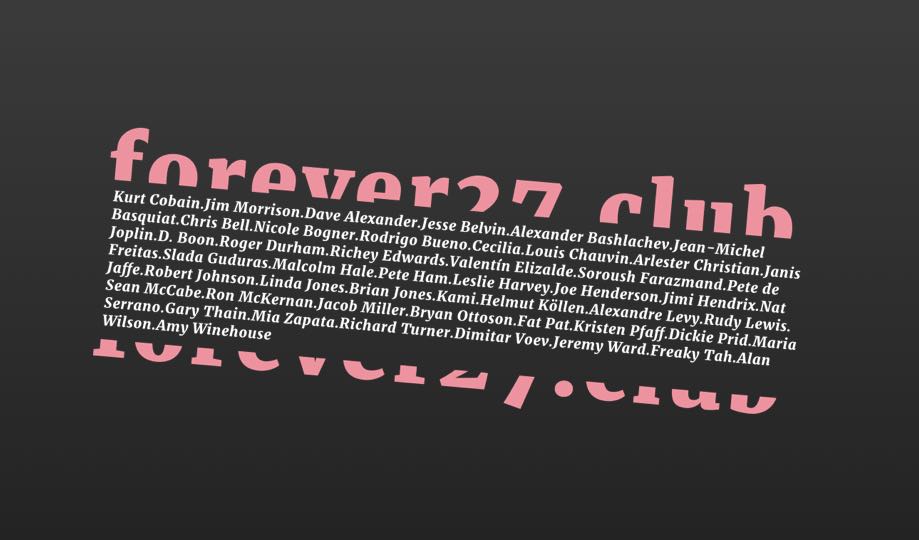 forever27.club
Kurt Cobain.Jim Morrison.Dave Alexander.Jesse Belvin.Alexander Bashlachev.Jean-Michel
Basquiat.Chris Bell.Nicole Bogner.Rodrigo Bueno.Cecilia.Louis Chauvin.Arlester Christian.Janis
Joplin.D. Boon.Roger Durham.Richey Edwards.Valentín Elizalde.Soroush Farazmand.Pete de
Freitas.Slada Guduras.Malcolm Hale.Pete Ham.Leslie Harvey.Joe Henderson.Jimi Hendrix.Nat
Jaffe.Robert Johnson.Linda Jones.Brian Jones.Kami.Helmut Köllen.Alexandre Levy.Rudy Lewis.
Sean McCabe.Ron McKernan.Jacob Miller.Bryan Ottoson.Fat Pat.Kristen Pfaff.Dickie Prid.Maria
Serrano.Gary Thain.Mia Zapata.Richard Turner.Dimitar Voev.Jeremy Ward.Freaky Tah.Alan
Wilson.Amy Winehouse
forever27.club